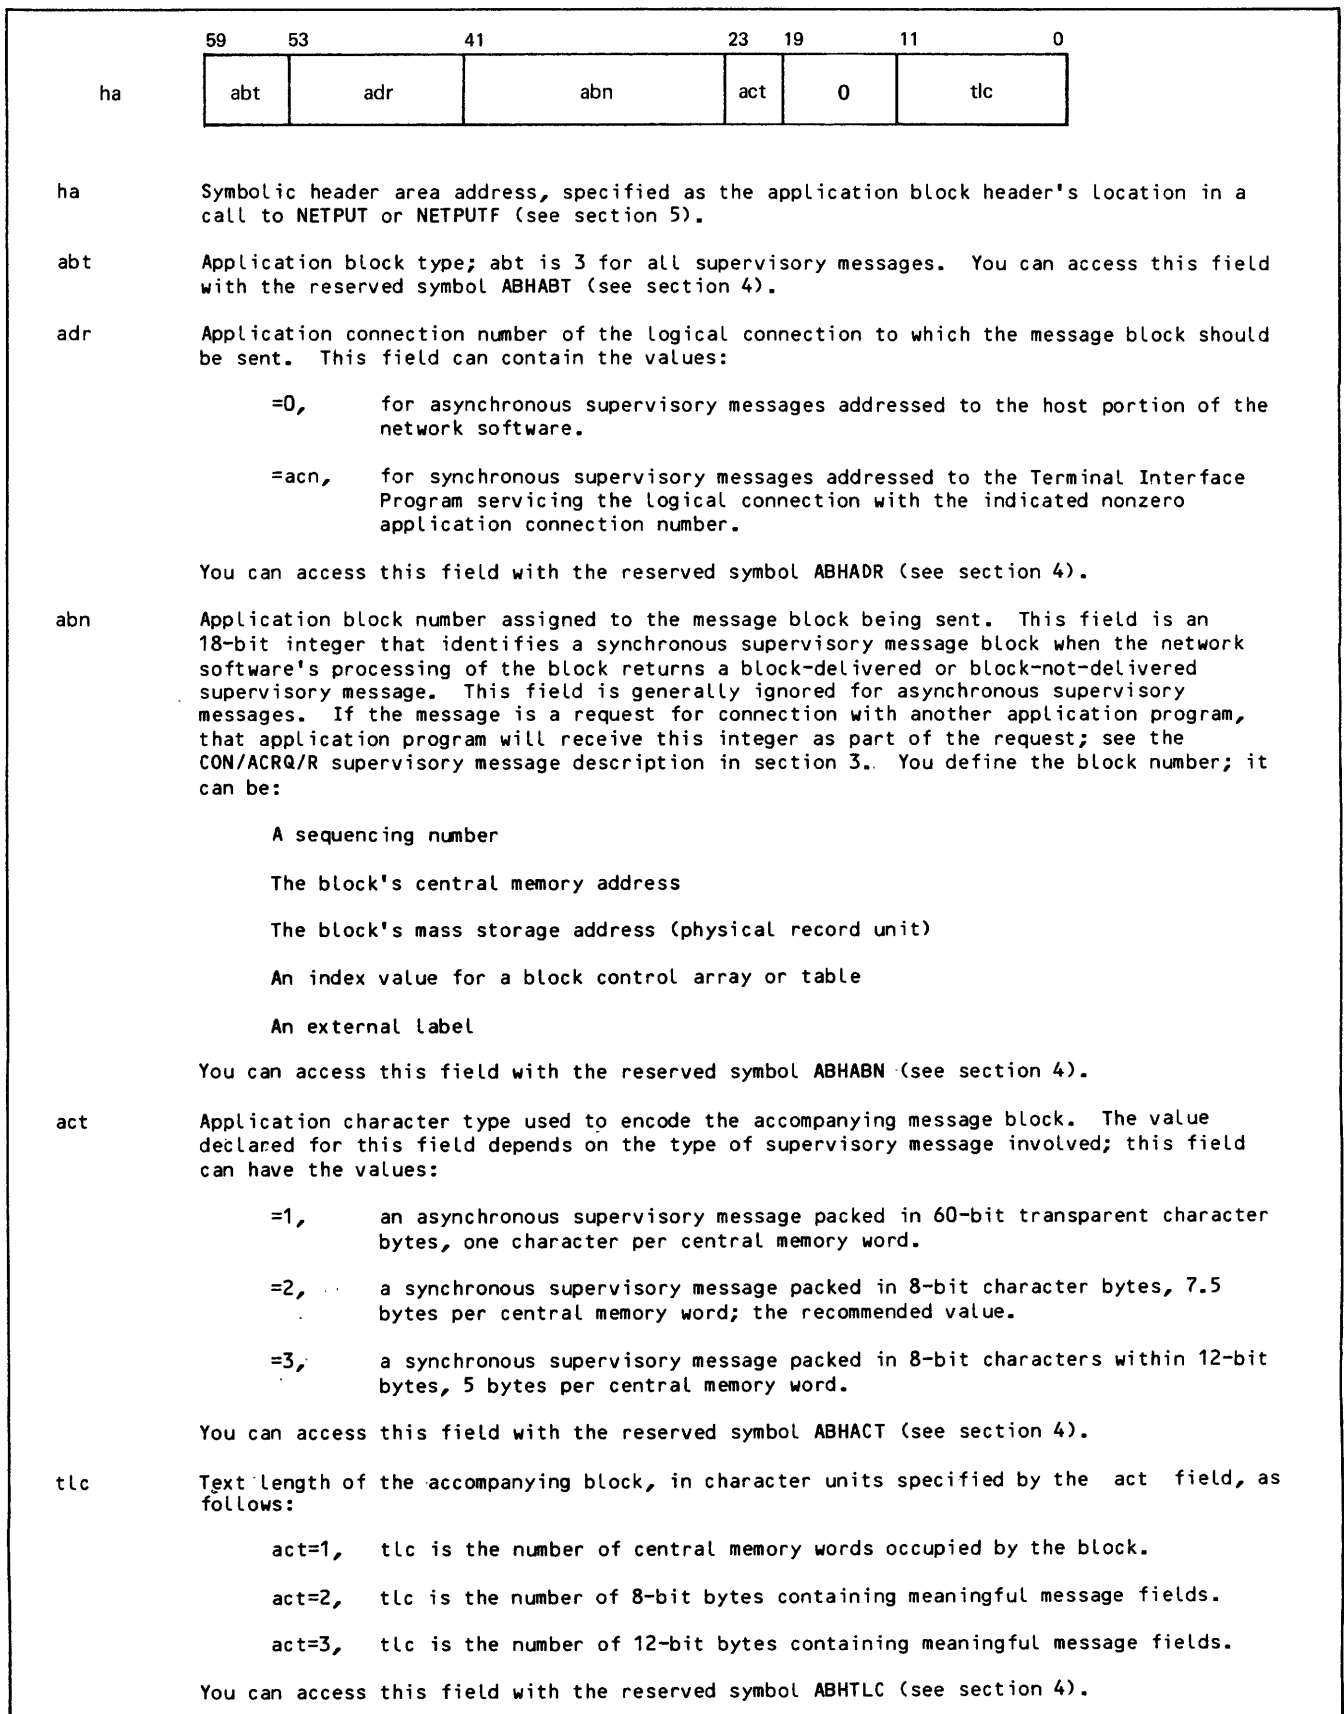 59 53 41 23 19 11 0
ha abt adr abn act 0 tlc
ha Symbolic header area address, specified as the application block header's location in a
call to NETPUT or NETPUTF (see section 5).
abt Application block type; abt is 3 for all supervisory messages. You can access this field
with the reserved symbol ABHABT (see section 4).
adr Application connection number of the logical connection to which the message block should
be sent. This field can contain the values:
=0, for asynchronous supervisory messages addressed to the host portion of the
network software.
=acn, for synchronous supervisory messages addressed to the Terminal Interface
Program servicing the logical connection with the indicated nonzero
application connection number.
You can access this field with the reserved symbol ABHADR (see section 4).
abn Application block number assigned to the message block being sent. This field is an
18-bit integer that identifies a synchronous supervisory message block when the network
software's processing of the block returns a block-delivered or block-not-delivered
supervisory message. This field is generally ignored for asynchronous supervisory
messages. If the message is a request for connection with another application program,
that application program will receive this integer as part of the request; see the
CON/ACRQ/R supervisory message description in section 3. You define the block number; it
can be:
A sequencing number
The block's central memory address
The block's mass storage address (physical record unit)
An index value for a block control array or table
An external label
You can access this field with the reserved symbol ABHABN (see section 4).
act Application character type used to encode the accompanying message block. The value
declared for this field depends on the type of supervisory message involved; this field
can have the values:
=1, an asynchronous supervisory message packed in 60-bit transparent character
bytes, one character per central memory word.
=2, a synchronous supervisory message packed in 8-bit character bytes, 7.5
bytes per central memory word; the recommended value.
=3, a synchronous supervisory message packed in 8-bit characters within 12-bit
bytes, 5 bytes per central memory word.
You can access this field with the reserved symbol ABHACT (see section 4).
tlc Text length of the accompanying block, in character units specified by the act field, as
follows:
act=1, tlc is the number of central memory words occupied by the block.
act=2, tlc is the number of 8-bit bytes containing meaningful message fields.
act=3, tlc is the number of 12-bit bytes containing meaningful message fields.
You can access this field with the reserved symbol ABHTLC (see section 4).